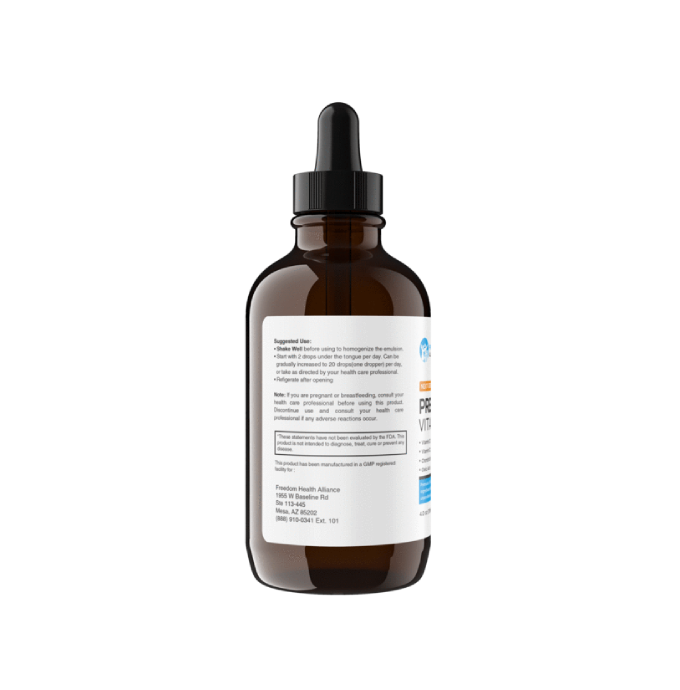 Suggested Use:
• Shake Well before using to homogenize the emulsion.
• Start with 2 drops under the tongue per day. Can be
gradually increased to 20 drops(one dropper) per day,
or take as directed by your health care professional.
• Refigerate after opening
Note: If you are pregnant or breastfeeding, consult your
health care professional before using this product.
Discontinue use and consult your health care
professional if any adverse reactions occur.
*These statements have not been evaluated by the FDA. This
product is not intended to diagnose, treat, cure or prevent any
disease.
This product has been manufactured in a GMP registered
facility for :
Freedom Health Alliance
1955 W Baseline Rd
Ste 113-445
Mesa, AZ 85202
(888) 910-0341 Ext. 101
PRE
VITA